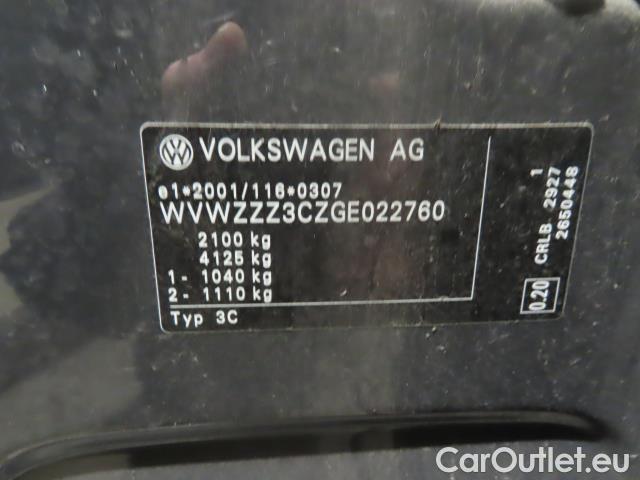 VOLKSWAGEN AG
e1*2001/116*0307
WVWZZZ3CZGE022760
2100 kg
4125 kg
1- 1040 kg
2- 1110 kg
Typ 3C
0.20
CRLB 2927 1
2650448
CarOutlet.eu